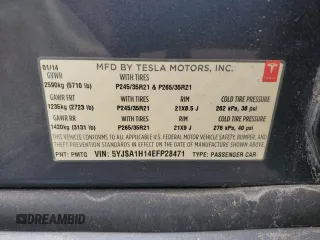 01/14 MFD BY TESLA MOTORS, INC.
GVWR WITH TIRES
2590kg (5710 lb) P245/35R21 & P265/35R21
GAWR FRT WITH TIRES RIM COLD TIRE PRESSURE
1235kg (2723 lb) P245/35R21 21X8.5 J 262 kPa, 38 psi
GAWR RR WITH TIRES RIM COLD TIRE PRESSURE
1420kg (3131 lb) P265/35R21 21X9 J 276 kPa, 40 psi
THIS VEHICLE CONFORMS TO ALL APPLICABLE U.S. FEDERAL MOTOR VEHICLE SAFETY, BUMPER, AND
THEFT PREVENTION STANDARDS IN EFFECT ON THE DATE OF MANUFACTURE SHOWN ABOVE.
PNT: PMTG VIN: 5YJSA1H14EFP28471 TYPE: PASSENGER CAR
TESLA
©BIDMOTO AutoBidMaster